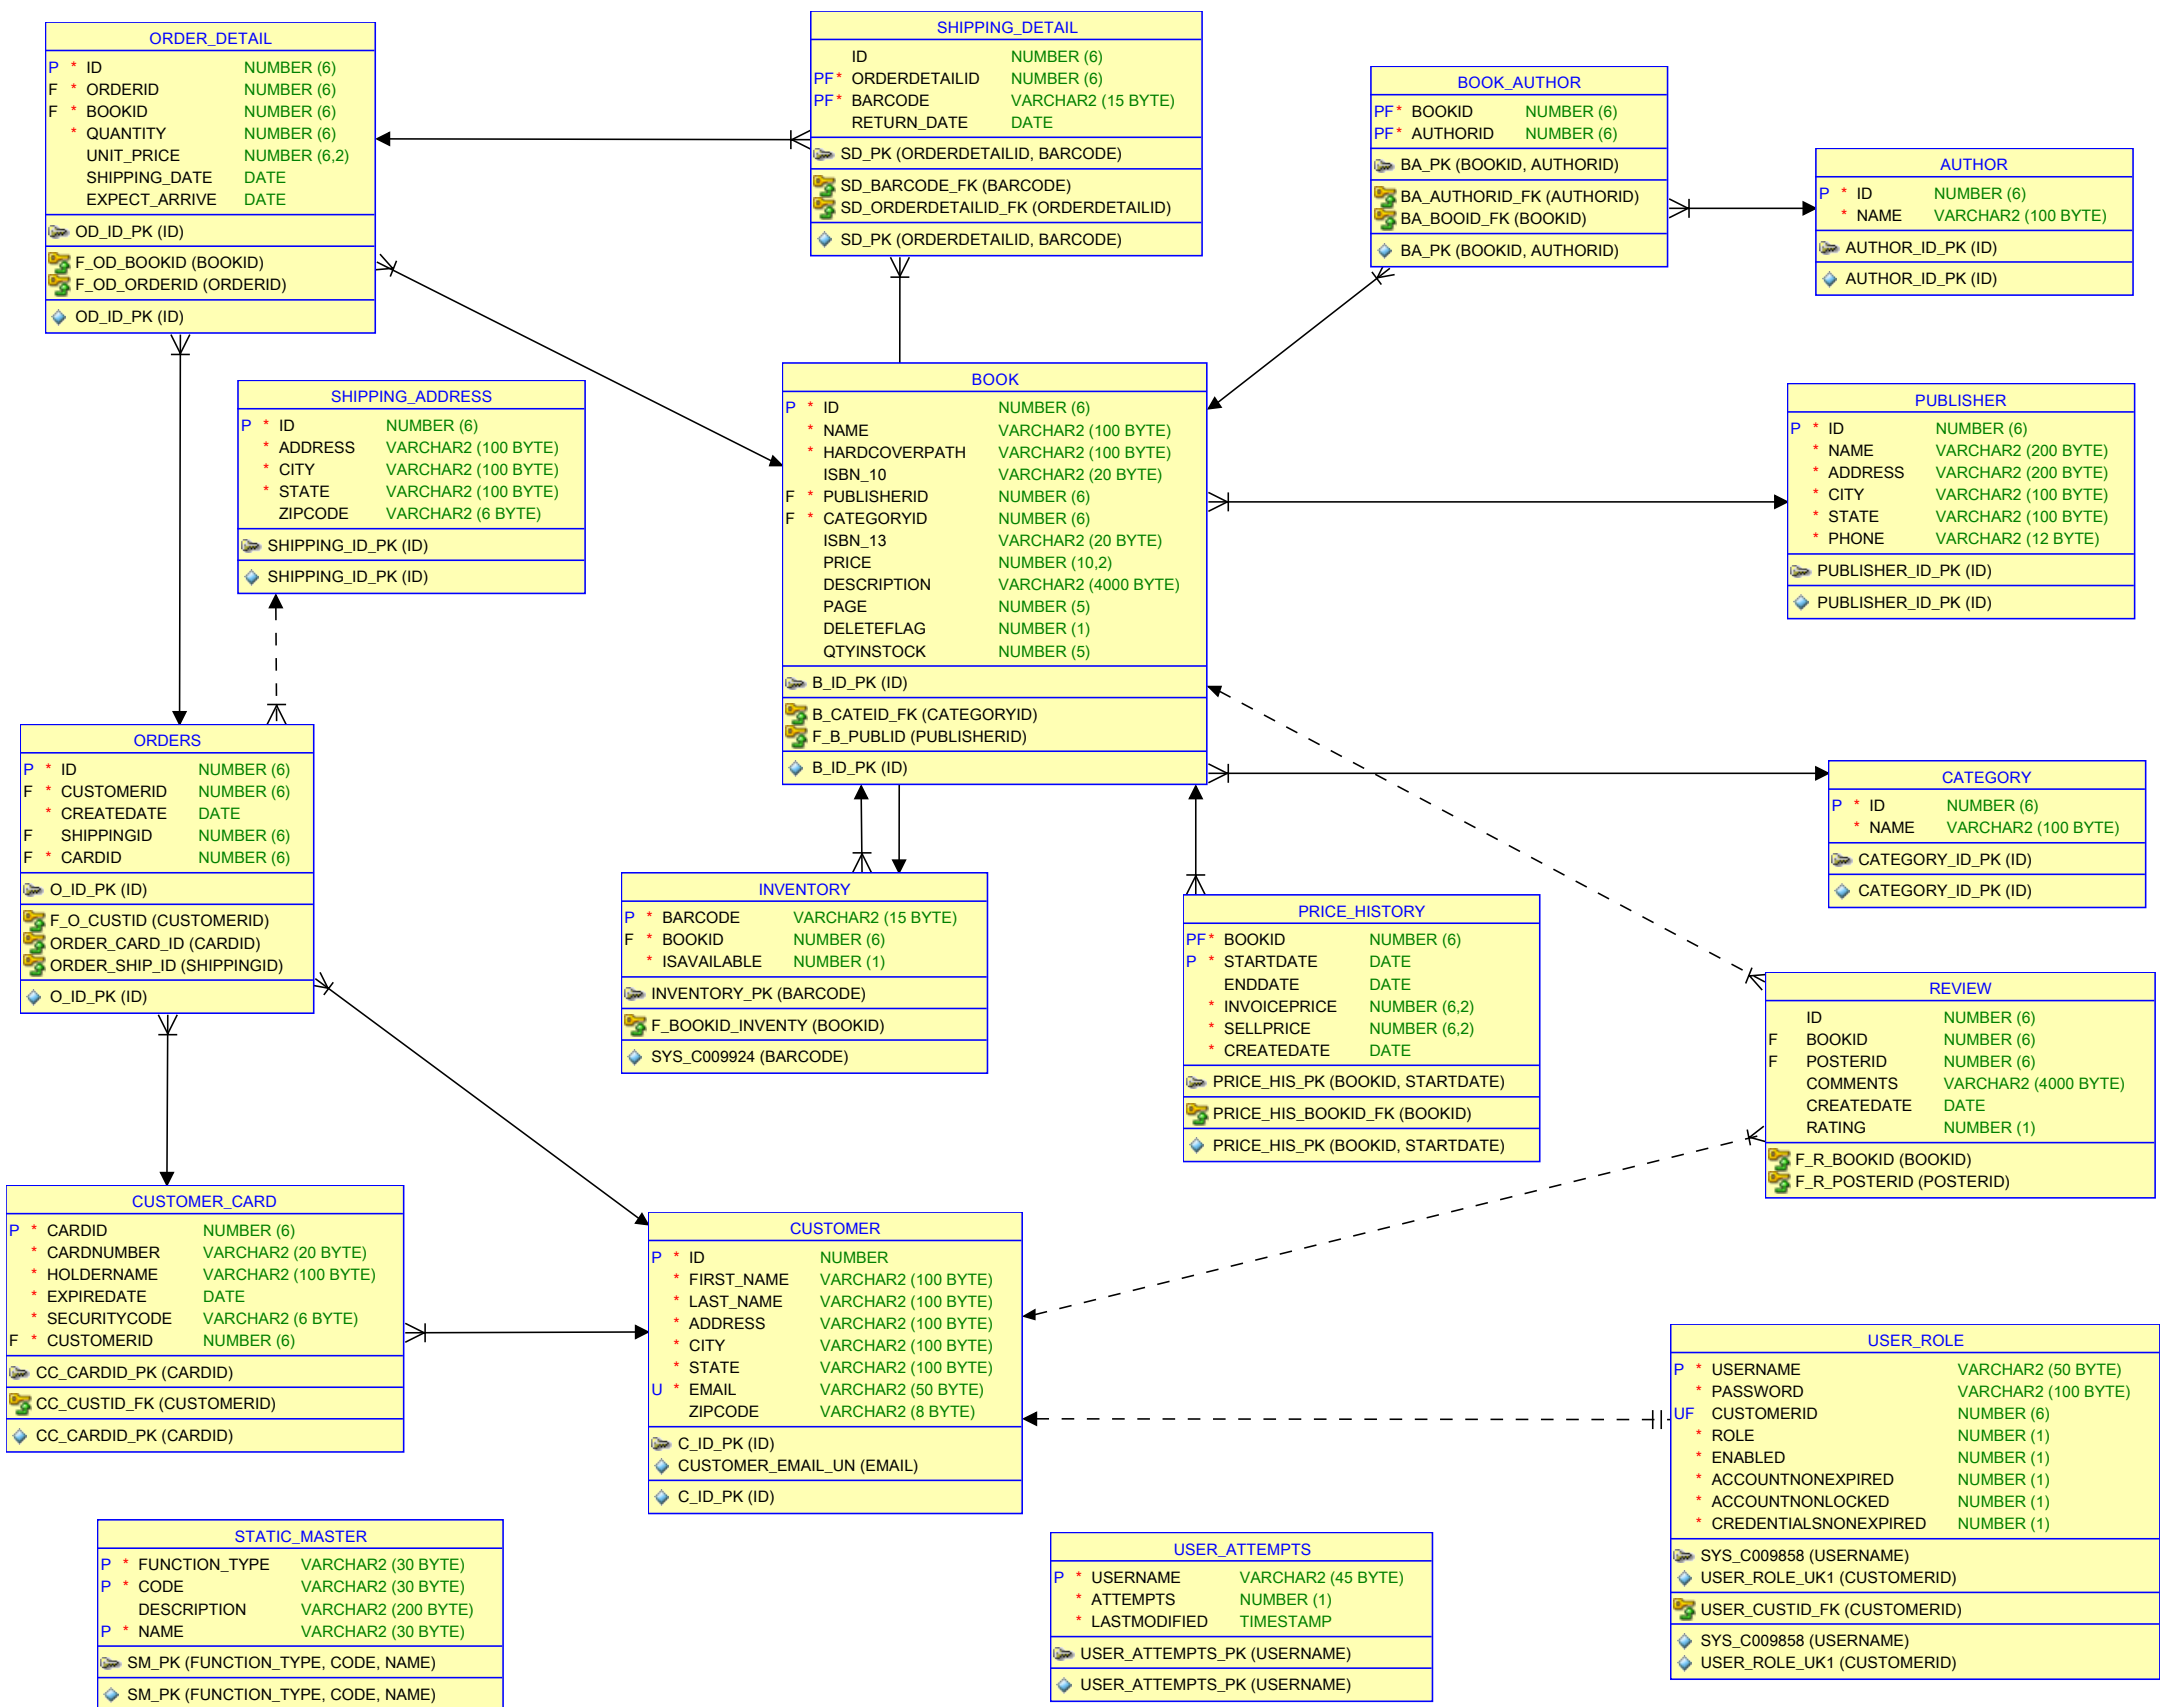 ORDER_DETAIL
P * ID NUMBER (6)
F * ORDERID NUMBER (6)
F * BOOKID NUMBER (6)
* QUANTITY NUMBER (6)
UNIT_PRICE NUMBER (6,2)
SHIPPING_DATE DATE
EXPECT_ARRIVE DATE
OD_ID_PK (ID)
F_OD_BOOKID (BOOKID)
F_OD_ORDERID (ORDERID)
OD_ID_PK (ID)
SHIPPING_DETAIL
ID NUMBER (6)
PF* ORDERDETAILID NUMBER (6)
PF* BARCODE VARCHAR2 (15 BYTE)
RETURN_DATE DATE
SD_PK (ORDERDETAILID, BARCODE)
SD_BARCODE_FK (BARCODE)
SD_ORDERDETAILID_FK (ORDERDETAILID)
SD_PK (ORDERDETAILID, BARCODE)
BOOK_AUTHOR
PF* BOOKID NUMBER (6)
PF* AUTHORID NUMBER (6)
BA_PK (BOOKID, AUTHORID)
BA_AUTHORID_FK (AUTHORID)
BA_BOOID_FK (BOOKID)
BA_PK (BOOKID, AUTHORID)
AUTHOR
P * ID NUMBER (6)
* NAME VARCHAR2 (100 BYTE)
AUTHOR_ID_PK (ID)
AUTHOR_ID_PK (ID)
SHIPPING_ADDRESS
P * ID NUMBER (6)
* ADDRESS VARCHAR2 (100 BYTE)
* CITY VARCHAR2 (100 BYTE)
* STATE VARCHAR2 (100 BYTE)
ZIPCODE VARCHAR2 (6 BYTE)
SHIPPING_ID_PK (ID)
SHIPPING_ID_PK (ID)
BOOK
P * ID NUMBER (6)
* NAME VARCHAR2 (100 BYTE)
* HARDCOVERPATH VARCHAR2 (100 BYTE)
ISBN_10 VARCHAR2 (20 BYTE)
F * PUBLISHERID NUMBER (6)
F * CATEGORYID NUMBER (6)
ISBN_13 VARCHAR2 (20 BYTE)
PRICE NUMBER (10,2)
DESCRIPTION VARCHAR2 (4000 BYTE)
PAGE NUMBER (5)
DELETEFLAG NUMBER (1)
QTYINSTOCK NUMBER (5)
B_ID_PK (ID)
B_CATEID_FK (CATEGORYID)
F_B_PUBLID (PUBLISHERID)
B_ID_PK (ID)
PUBLISHER
P * ID NUMBER (6)
* NAME VARCHAR2 (200 BYTE)
* ADDRESS VARCHAR2 (200 BYTE)
* CITY VARCHAR2 (100 BYTE)
* STATE VARCHAR2 (100 BYTE)
* PHONE VARCHAR2 (12 BYTE)
PUBLISHER_ID_PK (ID)
PUBLISHER_ID_PK (ID)
ORDERS
P * ID NUMBER (6)
F * CUSTOMERID NUMBER (6)
* CREATEDATE DATE
F SHIPPINGID NUMBER (6)
F * CARDID NUMBER (6)
O_ID_PK (ID)
F_O_CUSTID (CUSTOMERID)
ORDER_CARD_ID (CARDID)
ORDER_SHIP_ID (SHIPPINGID)
O_ID_PK (ID)
CATEGORY
P * ID NUMBER (6)
* NAME VARCHAR2 (100 BYTE)
CATEGORY_ID_PK (ID)
CATEGORY_ID_PK (ID)
INVENTORY
P * BARCODE VARCHAR2 (15 BYTE)
F * BOOKID NUMBER (6)
* ISAVAILABLE NUMBER (1)
INVENTORY_PK (BARCODE)
F_BOOKID_INVENTY (BOOKID)
SYS_C009924 (BARCODE)
PRICE_HISTORY
PF* BOOKID NUMBER (6)
P * STARTDATE DATE
ENDDATE DATE
* INVOICEPRICE NUMBER (6,2)
* SELLPRICE NUMBER (6,2)
* CREATEDATE DATE
PRICE_HIS_PK (BOOKID, STARTDATE)
PRICE_HIS_BOOKID_FK (BOOKID)
PRICE_HIS_PK (BOOKID, STARTDATE)
REVIEW
ID NUMBER (6)
F BOOKID NUMBER (6)
F POSTERID NUMBER (6)
COMMENTS VARCHAR2 (4000 BYTE)
CREATEDATE DATE
RATING NUMBER (1)
F_R_BOOKID (BOOKID)
F_R_POSTERID (POSTERID)
CUSTOMER_CARD
P * CARDID NUMBER (6)
* CARDNUMBER VARCHAR2 (20 BYTE)
* HOLDERNAME VARCHAR2 (100 BYTE)
* EXPIREDATE DATE
* SECURITYCODE VARCHAR2 (6 BYTE)
F * CUSTOMERID NUMBER (6)
CC_CARDID_PK (CARDID)
CC_CUSTID_FK (CUSTOMERID)
CC_CARDID_PK (CARDID)
CUSTOMER
P * ID NUMBER
* FIRST_NAME VARCHAR2 (100 BYTE)
* LAST_NAME VARCHAR2 (100 BYTE)
* ADDRESS VARCHAR2 (100 BYTE)
* CITY VARCHAR2 (100 BYTE)
* STATE VARCHAR2 (100 BYTE)
U * EMAIL VARCHAR2 (50 BYTE)
ZIPCODE VARCHAR2 (8 BYTE)
C_ID_PK (ID)
CUSTOMER_EMAIL_UN (EMAIL)
C_ID_PK (ID)
USER_ROLE
P * USERNAME VARCHAR2 (50 BYTE)
* PASSWORD VARCHAR2 (100 BYTE)
UF CUSTOMERID NUMBER (6)
* ROLE NUMBER (1)
* ENABLED NUMBER (1)
* ACCOUNTNONEXPIRED NUMBER (1)
* ACCOUNTNONLOCKED NUMBER (1)
* CREDENTIALSNONEXPIRED NUMBER (1)
SYS_C009858 (USERNAME)
USER_ROLE_UK1 (CUSTOMERID)
USER_CUSTID_FK (CUSTOMERID)
SYS_C009858 (USERNAME)
USER_ROLE_UK1 (CUSTOMERID)
STATIC_MASTER
P * FUNCTION_TYPE VARCHAR2 (30 BYTE)
P * CODE VARCHAR2 (30 BYTE)
DESCRIPTION VARCHAR2 (200 BYTE)
P * NAME VARCHAR2 (30 BYTE)
SM_PK (FUNCTION_TYPE, CODE, NAME)
SM_PK (FUNCTION_TYPE, CODE, NAME)
USER_ATTEMPTS
P * USERNAME VARCHAR2 (45 BYTE)
* ATTEMPTS NUMBER (1)
* LASTMODIFIED TIMESTAMP
USER_ATTEMPTS_PK (USERNAME)
USER_ATTEMPTS_PK (USERNAME)